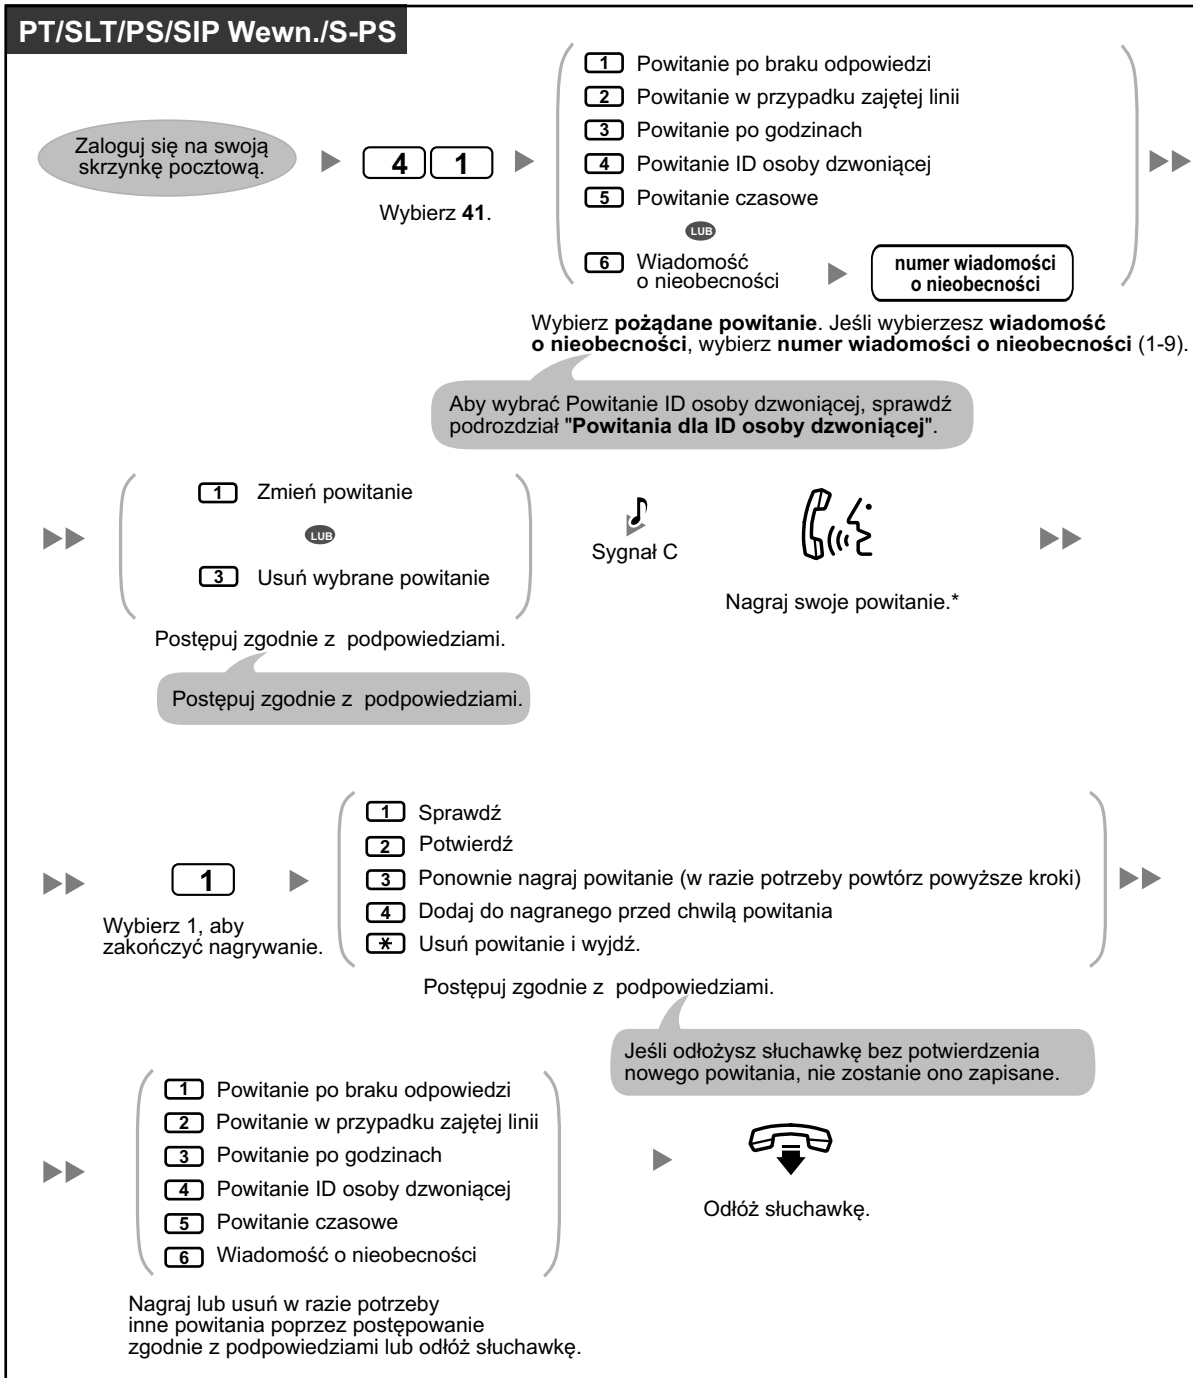 PT/SLT/PS/SIP Wewn./S-PS
Zaloguj się na swoją
skrzynkę pocztową.
4 1
Wybierz 41.
1 Powitanie po braku odpowiedzi
2 Powitanie w przypadku zajętej linii
3 Powitanie po godzinach
4 Powitanie ID osoby dzwoniącej
5 Powitanie czasowe
LUB
6 Wiadomość
o nieobecności
numer wiadomości
o nieobecności
Wybierz pożądane powitanie. Jeśli wybierzesz wiadomość
o nieobecności, wybierz numer wiadomości o nieobecności (1-9).
Aby wybrać Powitanie ID osoby dzwoniącej, sprawdź
podrozdział "Powitania dla ID osoby dzwoniącej".
1 Zmień powitanie
LUB
3 Usuń wybrane powitanie
Postępuj zgodnie z  podpowiedziami.
Postępuj zgodnie z  podpowiedziami.
Sygnał C
Nagraj swoje powitanie.*
1
Wybierz 1, aby
zakończyć nagrywanie.
1 Sprawdź
2 Potwierdź
3 Ponownie nagraj powitanie (w razie potrzeby powtórz powyższe kroki)
4 Dodaj do nagranego przed chwilą powitania
* Usuń powitanie i wyjdź.
Postępuj zgodnie z  podpowiedziami.
Jeśli odłożysz słuchawkę bez potwierdzenia
nowego powitania, nie zostanie ono zapisane.
1 Powitanie po braku odpowiedzi
2 Powitanie w przypadku zajętej linii
3 Powitanie po godzinach
4 Powitanie ID osoby dzwoniącej
5 Powitanie czasowe
6 Wiadomość o nieobecności
Nagraj lub usuń w razie potrzeby
inne powitania poprzez postępowanie
zgodnie z podpowiedziami lub odłóż słuchawkę.
Odłóż słuchawkę.